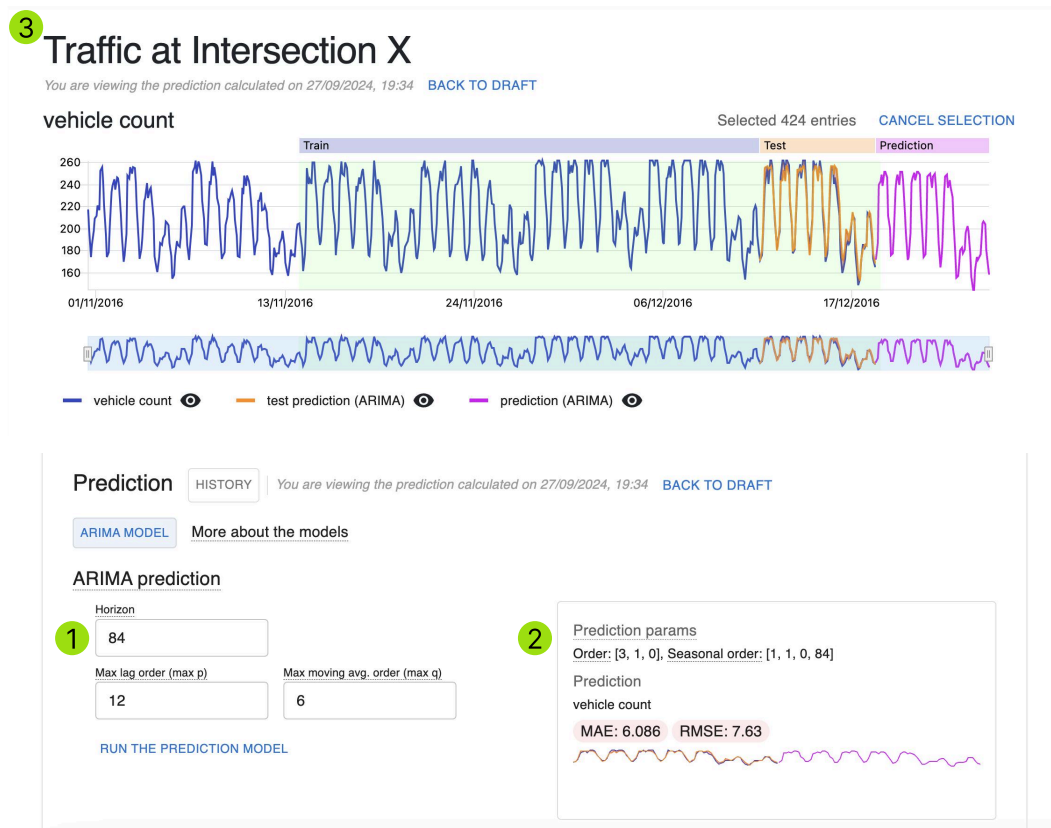 3
Traffic at Intersection X
You are viewing the prediction calculated on 27/09/2024, 19:34 BACK TO DRAFT
vehicle count Selected 424 entries CANCEL SELECTION
Train Test Prediction
260
240
220
200
180
160
01/11/2016 13/11/2016 24/11/2016 06/12/2016 17/12/2016
vehicle count test prediction (ARIMA) prediction (ARIMA)
Prediction HISTORY You are viewing the prediction calculated on 27/09/2024, 19:34 BACK TO DRAFT
ARIMA MODEL More about the models
ARIMA prediction
Horizon
1 84
Max lag order (max p) Max moving avg. order (max q)
12 6
RUN THE PREDICTION MODEL
2 Prediction params
Order: [3, 1, 0], Seasonal order: [1, 1, 0, 84]
Prediction
vehicle count
MAE: 6.086 RMSE: 7.63